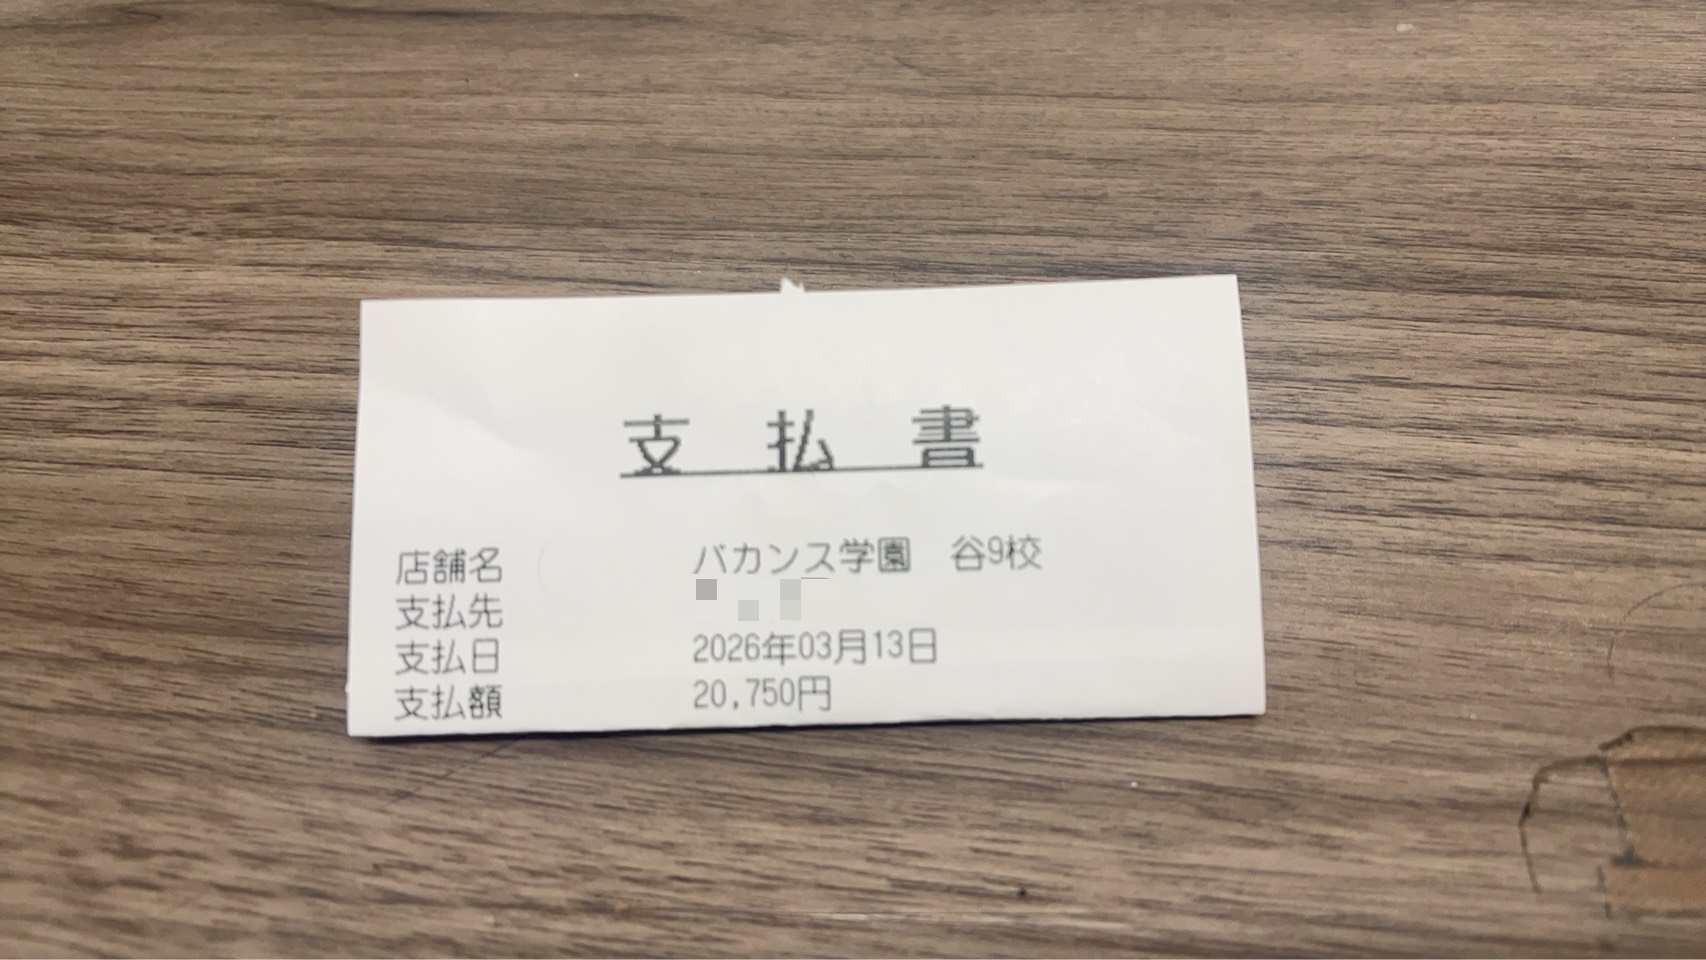 支払書
店舗名 バカンス学園 谷9校
支払先
支払日 2026年03月13日
支払額 20,750円